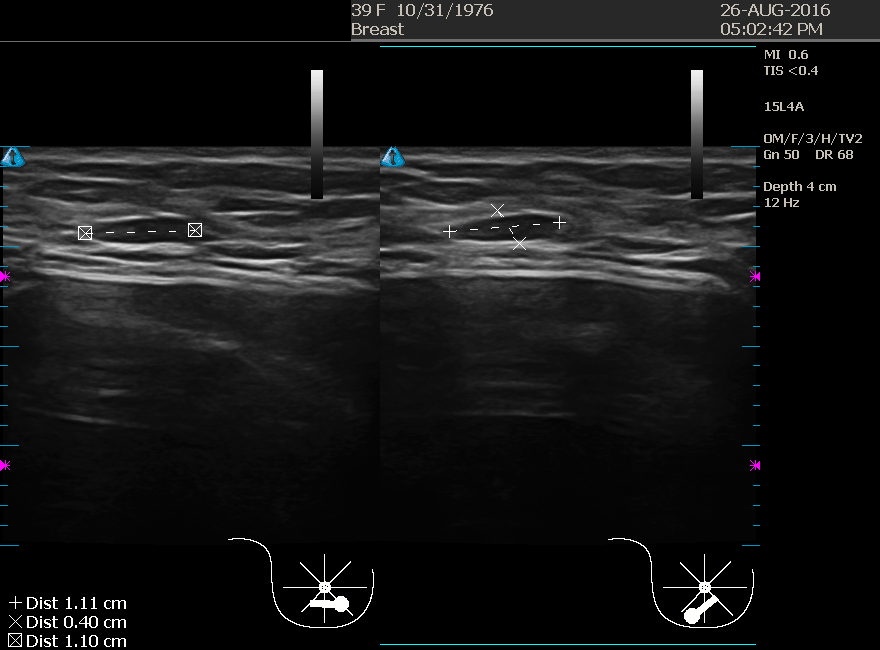 39 F 10/31/1976
26-AUG-2016
Breast
05:02:42 PM
MI 0.6
TIS <0.4
15L4A
OM/F/3/H/TV2
Gn 50 DR 68
Depth 4 cm
12 Hz
Dist 1.11 cm
Dist 0.40 cm
Dist 1.10 cm